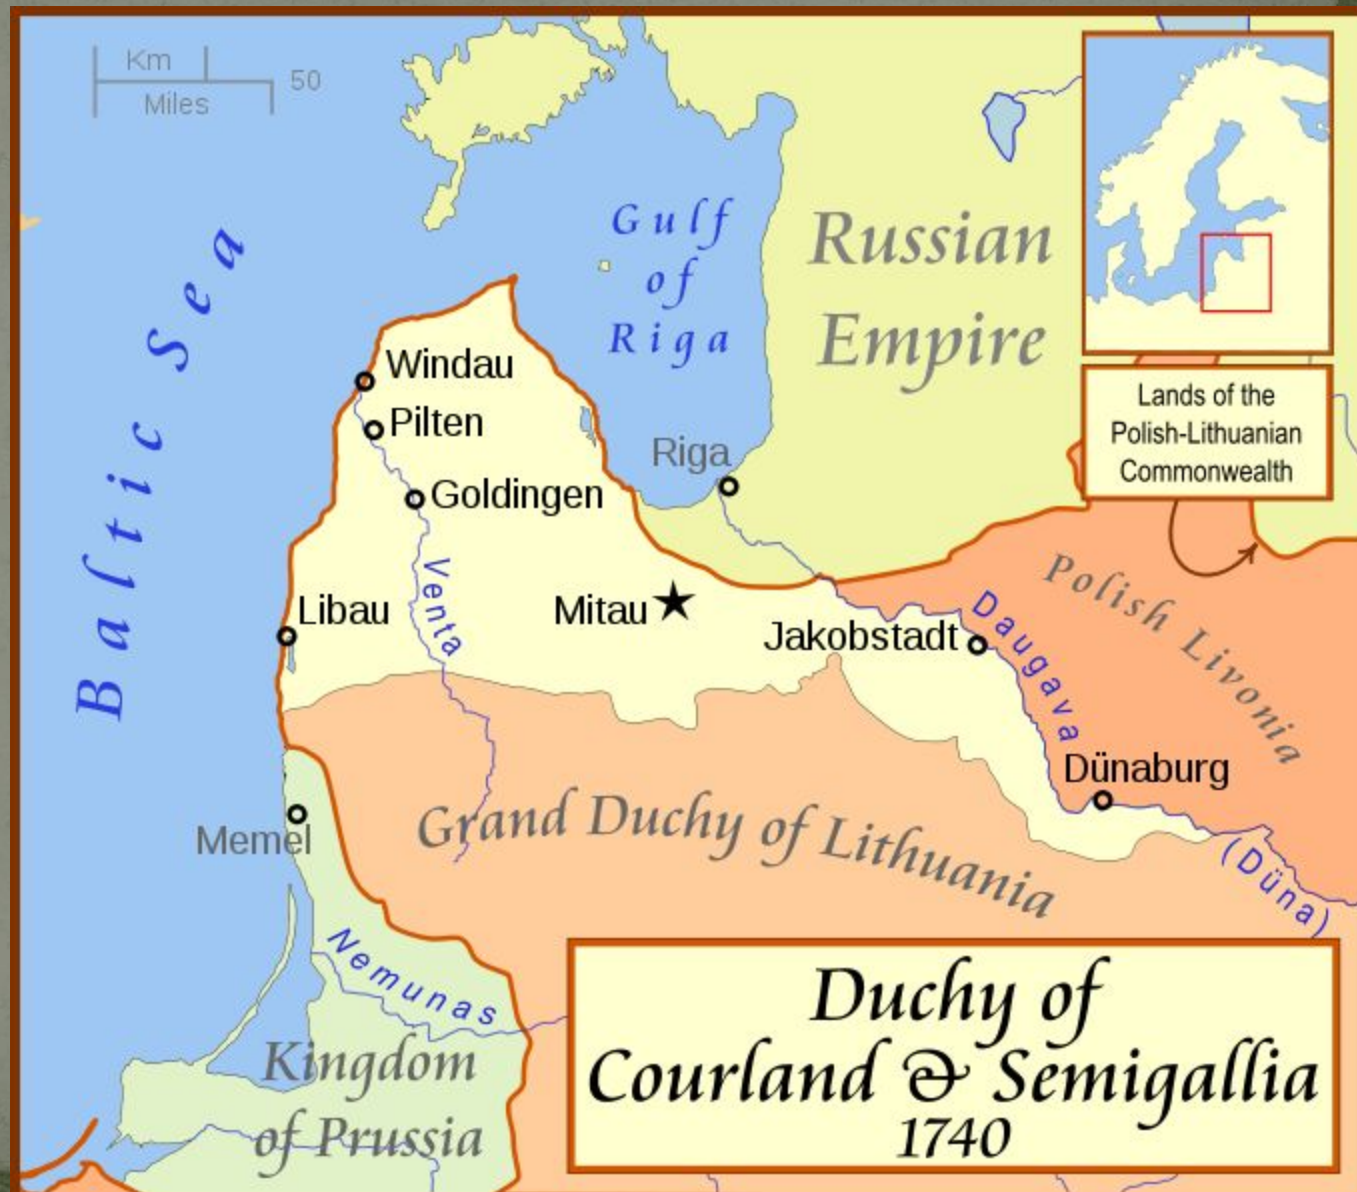 Km
50
Miles
Baltic Sea
Gulf
of
Riga
Russian
Empire
Lands of the
Polish-Lithuanian
Commonwealth
Windau
Pilten
Riga
Goldingen
Venta
Libau
Mitau
Jakobstadt
Daugava
Polish Livonia
Dünaburg
(Düna)
Memel
Grand Duchy of Lithuania
Nemunas
Kingdom
of Prussia
Duchy of
Courland & Semigallia
1740